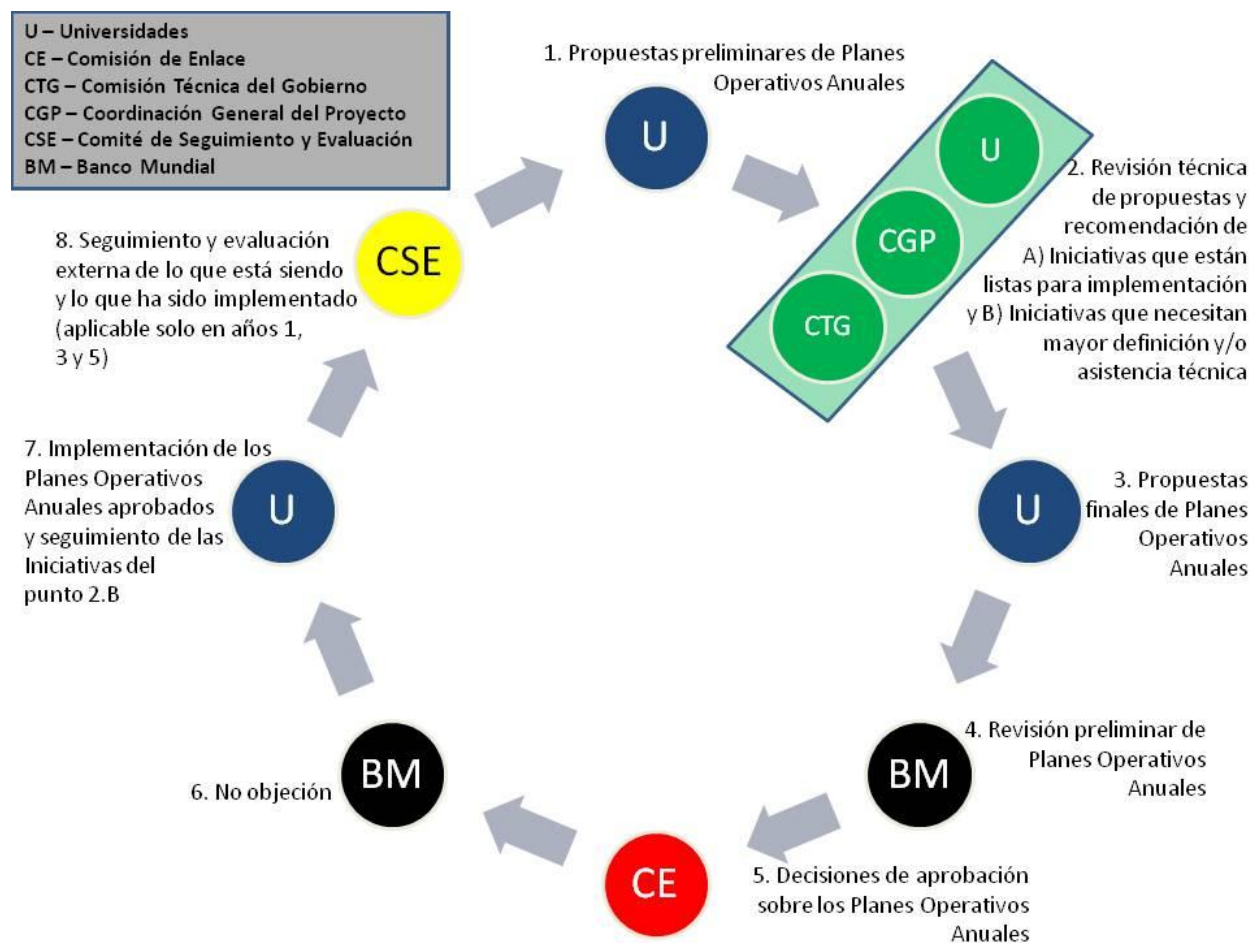 U – Universidades
CE – Comisión de Enlace
CTG – Comisión Técnica del Gobierno
CGP – Coordinación General del Proyecto
CSE – Comité de Seguimiento y Evaluación
BM – Banco Mundial
1. Propuestas preliminares de Planes
Operativos Anuales
U
U
CGP
CTG
2. Revisión técnica
de propuestas y
recomendación de
A) Iniciativas que están
listas para implementación
y B) Iniciativas que necesitan
mayor definición y/o
asistencia técnica
U
3. Propuestas
finales de Planes
Operativos
Anuales
BM
4. Revisión preliminar de
Planes Operativos
Anuales
CE
5. Decisiones de aprobación
sobre los Planes Operativos
Anuales
BM
6. No objeción
U
7. Implementación de los
Planes Operativos
Anuales aprobados
y seguimiento de las
Iniciativas del
punto 2.B
CSE
8. Seguimiento y evaluación
externa de lo que está siendo
y lo que ha sido implementado
(aplicable solo en años 1,
3 y 5)